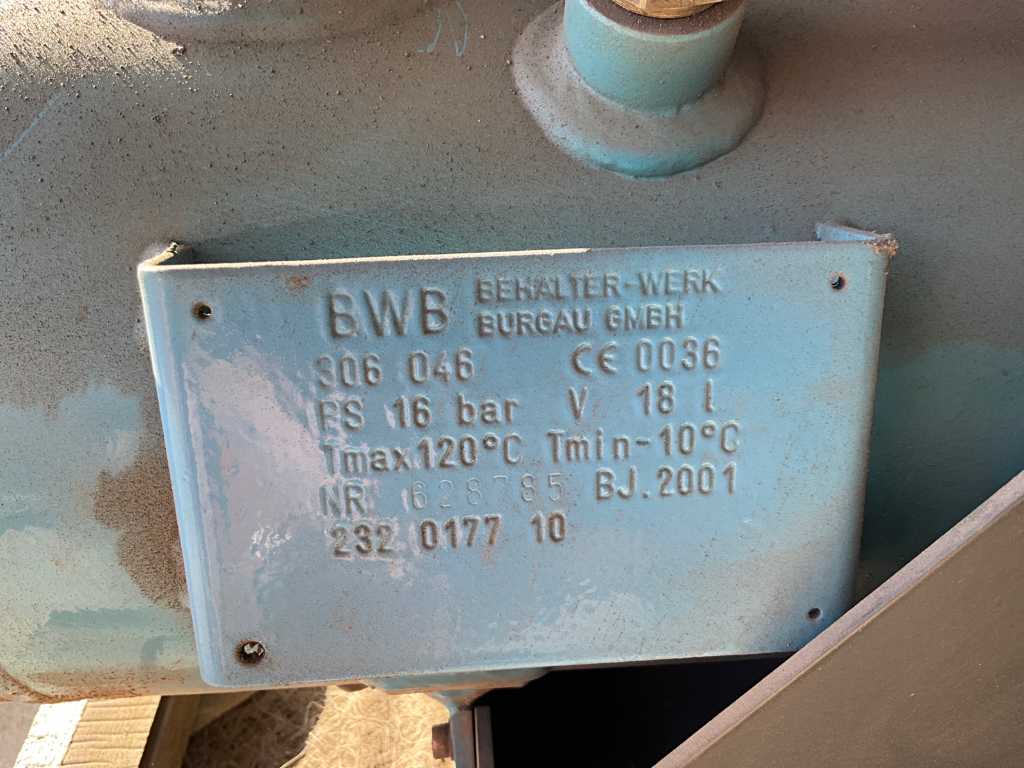 BWB BEHÄLTER-WERK
BURGAU GMBH
306 046 CE 0036
PS 16 bar V 18 l
Tmax120°C Tmin-10°C
NR 628785 BJ.2001
232 0177 10